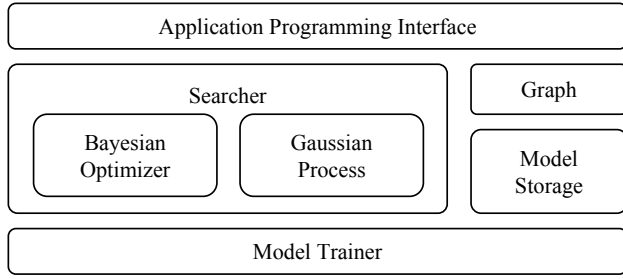 Application Programming Interface
Searcher
Bayesian
Optimizer
Gaussian
Process
Graph
Model
Storage
Model Trainer